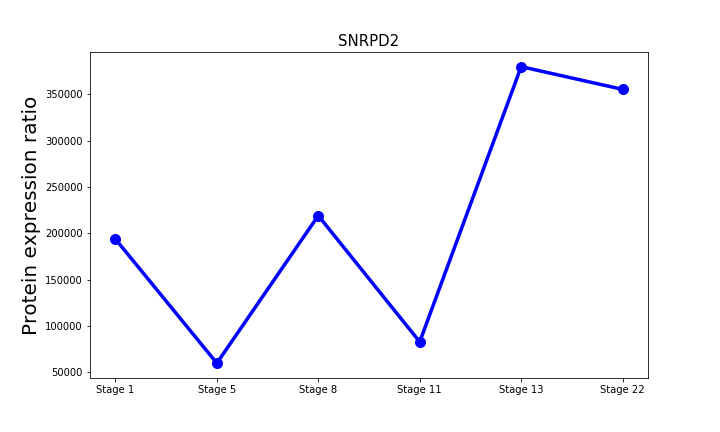 SNRPD2
Protein expression ratio
350000
300000
250000
200000
150000
100000
50000
Stage 1 Stage 5 Stage 8 Stage 11 Stage 13 Stage 22